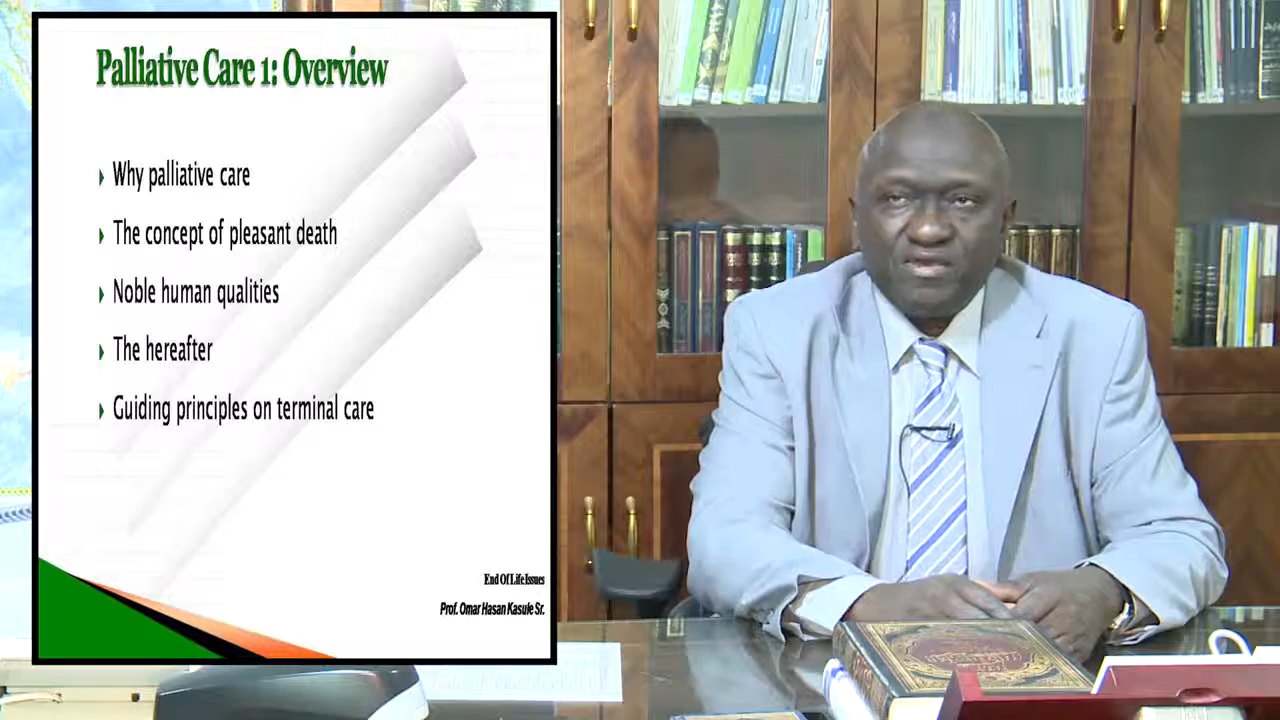 Palliative Care 1: Overview
Why palliative care
The concept of pleasant death
Noble human qualities
The hereafter
Guiding principles on terminal care
End Of Life Issues
Prof. Omar Hasan Kasule Sr.